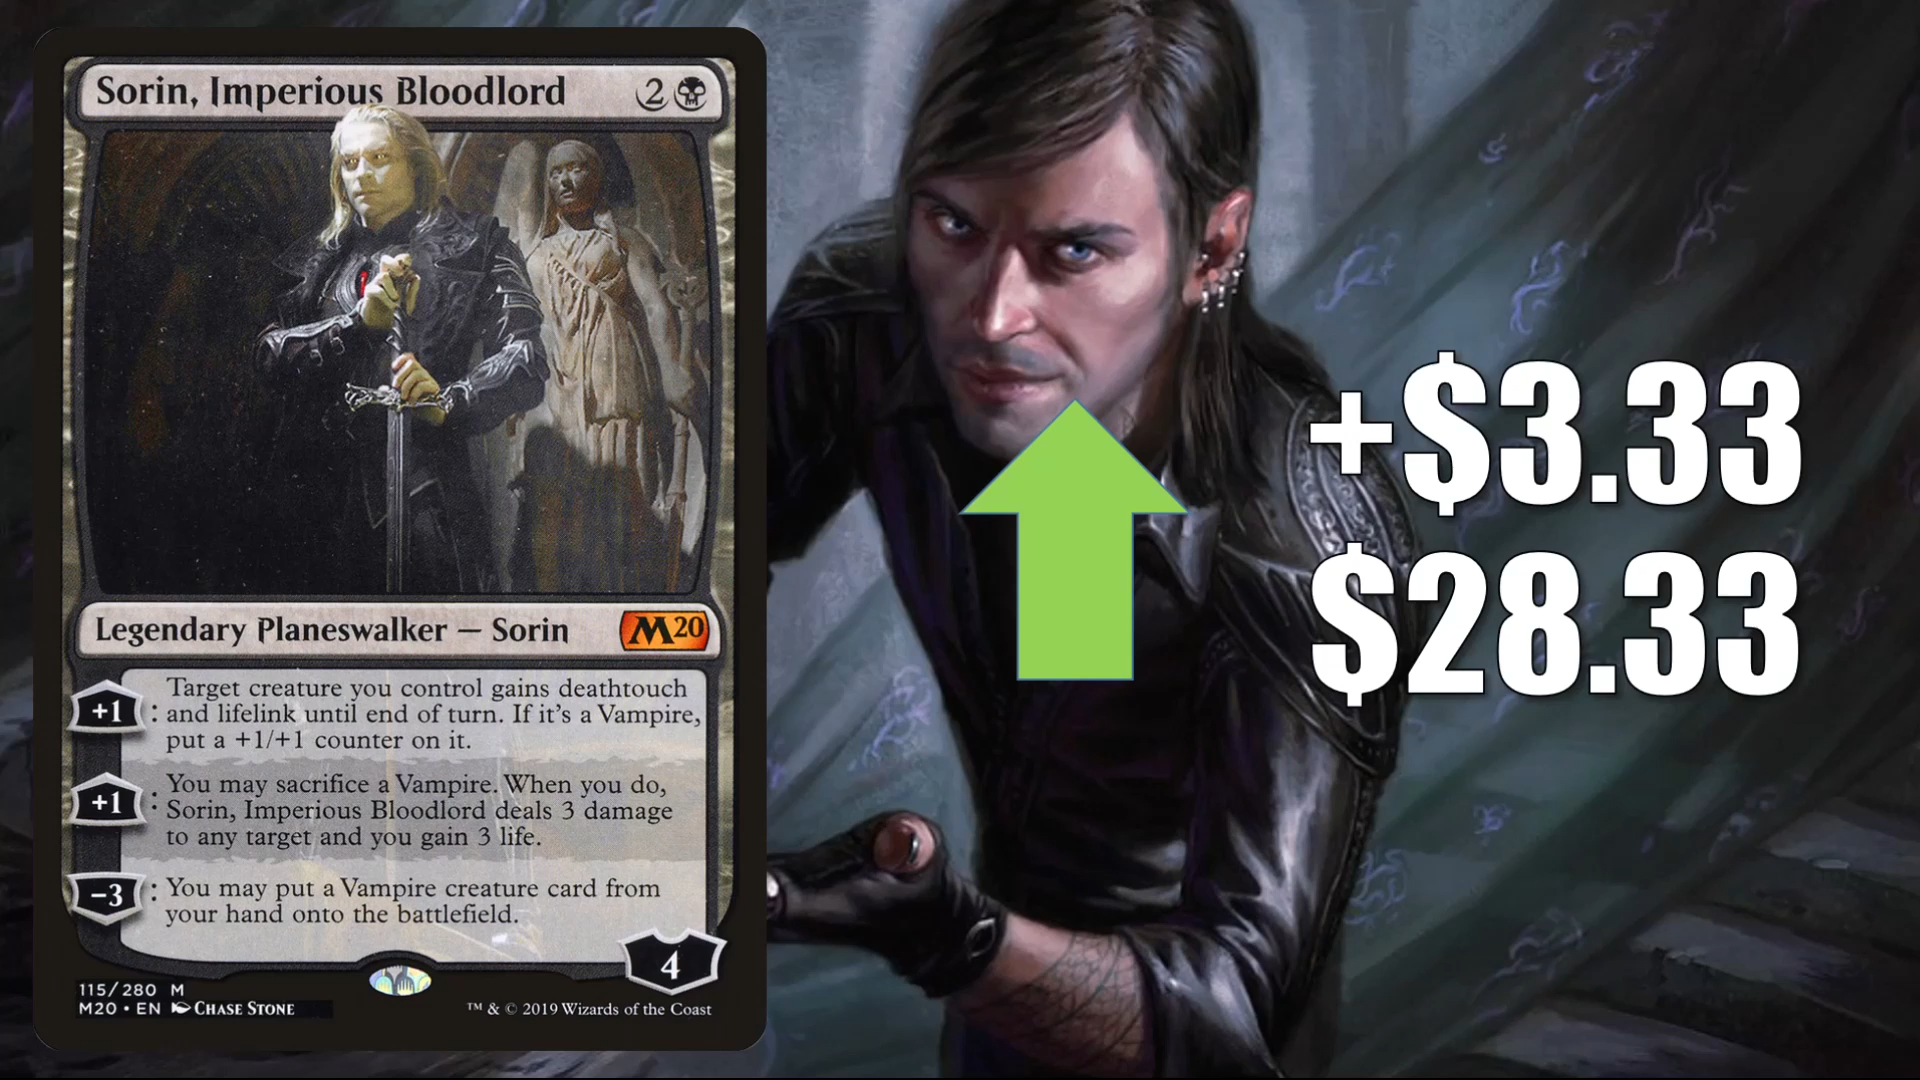 Sorin, Imperious Bloodlord 2
Legendary Planeswalker — Sorin M20
+1 : Target creature you control gains deathtouch
and lifelink until end of turn. If it's a Vampire,
put a +1/+1 counter on it.
+1 : You may sacrifice a Vampire. When you do,
Sorin, Imperious Bloodlord deals 3 damage
to any target and you gain 3 life.
−3 : You may put a Vampire creature card from
your hand onto the battlefield.
4
115/280 M
M20 • EN Chase Stone
™ & © 2019 Wizards of the Coast
+$3.33
$28.33